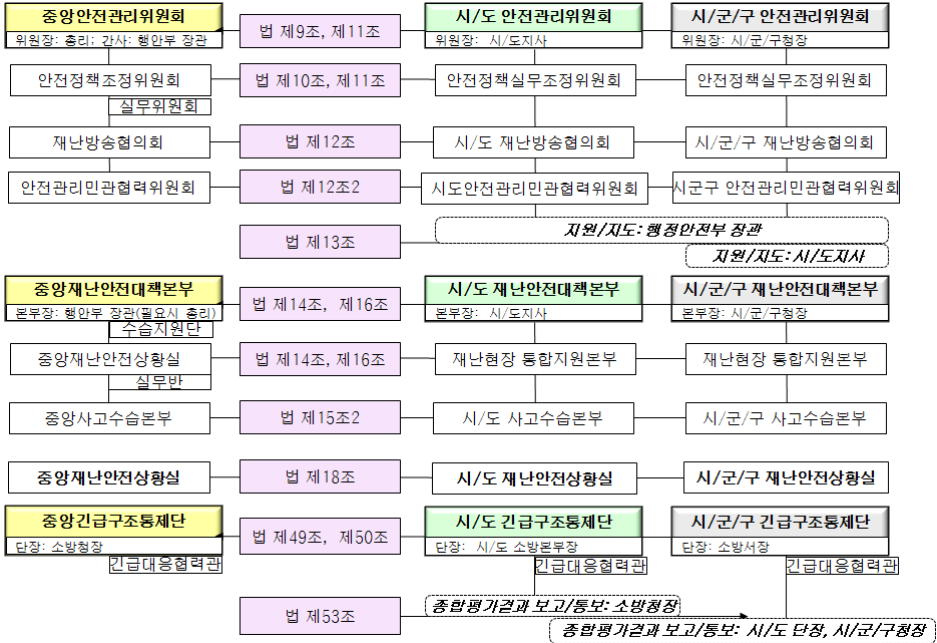 중앙안전관리위원회
위원장: 총리; 간사: 행안부 장관
법 제9조, 제11조
시/도 안전관리위원회
위원장: 시/도지사
시/군/구 안전관리위원회
위원장: 시/군/구청장
안전정책조정위원회
실무위원회
법 제10조, 제11조
안전정책실무조정위원회
안전정책실무조정위원회
재난방송협의회
법 제12조
시/도 재난방송협의회
시/군/구 재난방송협의회
안전관리민관협력위원회
법 제12조2
시도안전관리민관협력위원회
시군구 안전관리민관협력위원회
법 제13조
지원/지도: 행정안전부 장관
지원/지도: 시/도지사
중앙재난안전대책본부
본부장: 행안부 장관(필요시 총리)
수습지원단
법 제14조, 제16조
시/도 재난안전대책본부
본부장: 시/도지사
시/군/구 재난안전대책본부
본부장: 시/군/구청장
중앙재난안전상황실
실무반
법 제14조, 제16조
재난현장 통합지원본부
재난현장 통합지원본부
중앙사고수습본부
법 제15조2
시/도 사고수습본부
시/군/구 사고수습본부
중앙재난안전상황실
법 제18조
시/도 재난안전상황실
시/군/구 재난안전상황실
중앙긴급구조통제단
단장: 소방청장
긴급대응협력관
법 제49조, 제50조
시/도 긴급구조통제단
단장: 시/도 소방본부장
긴급대응협력관
시/군/구 긴급구조통제단
단장: 소방서장
긴급대응협력관
법 제53조
종합평가결과 보고/통보: 소방청장
종합평가결과 보고/통보: 시/도 단장, 시/군/구청장